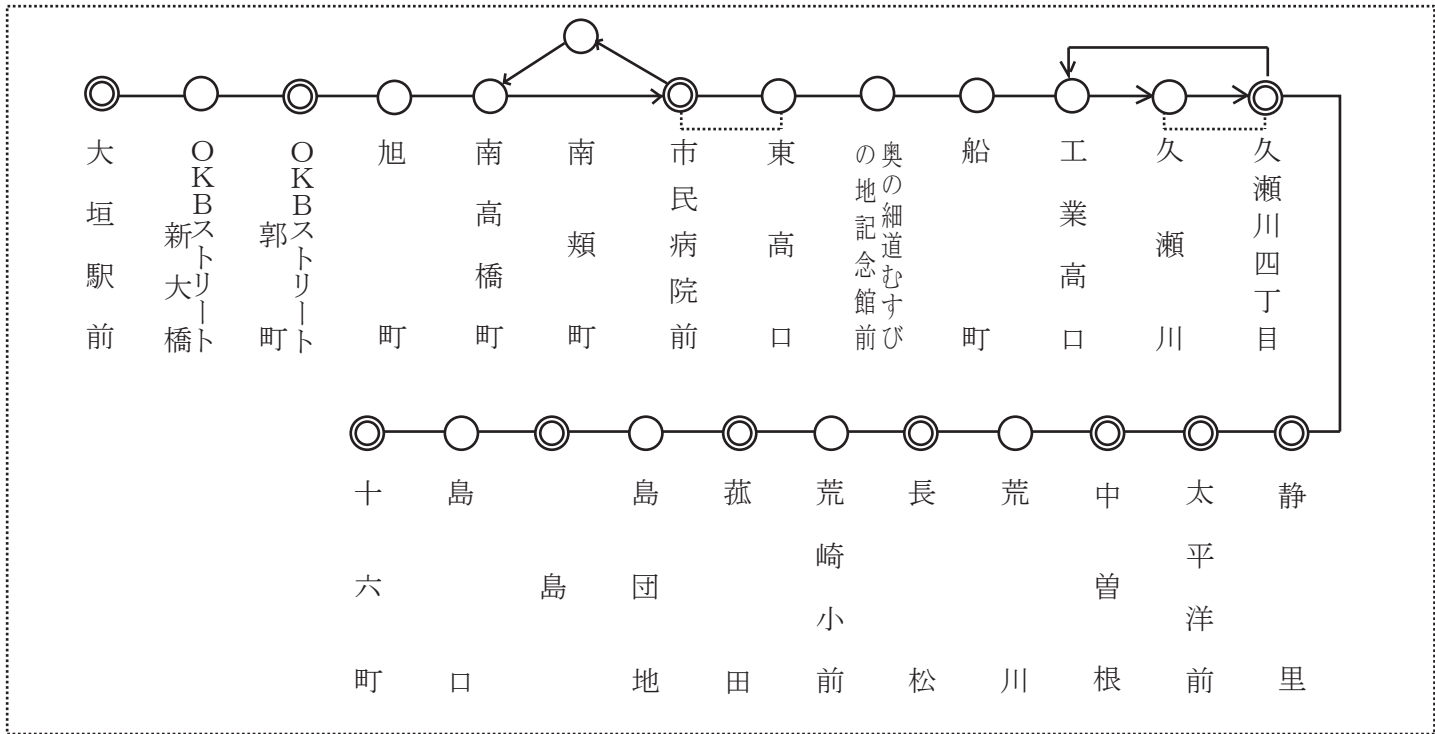 大垣駅前
OKBストリート
新大橋
OKBストリート
郭町
旭町
南高橋町
南頬町
市民病院前
東高口
奥の細道むすび
の地記念館前
船町
工業高口
久瀬川
久瀬川四丁目
静里
太平洋前
中曽根
荒川
長松
荒崎小前
菰田
島団地
島
島口
十六町